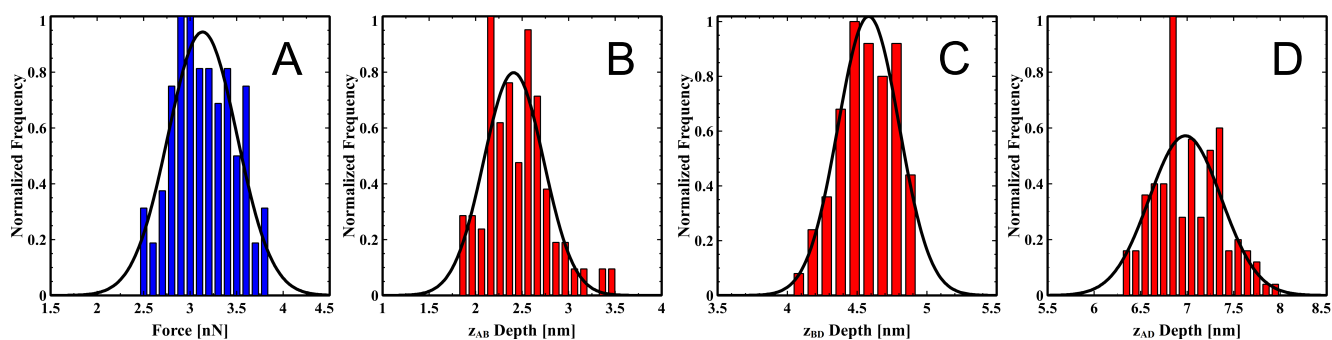 A
Normalized Frequency
1
0.8
0.6
0.4
0.2
0
1.5 2 2.5 3 3.5 4 4.5
Force [nN]
B
Normalized Frequency
1
0.8
0.6
0.4
0.2
0
1 1.5 2 2.5 3 3.5 4
zAB Depth [nm]
C
Normalized Frequency
1
0.8
0.6
0.4
0.2
0
3.5 4 4.5 5 5.5
zBD Depth [nm]
D
Normalized Frequency
1
0.8
0.6
0.4
0.2
0
5.5 6 6.5 7 7.5 8 8.5
zAD Depth [nm]